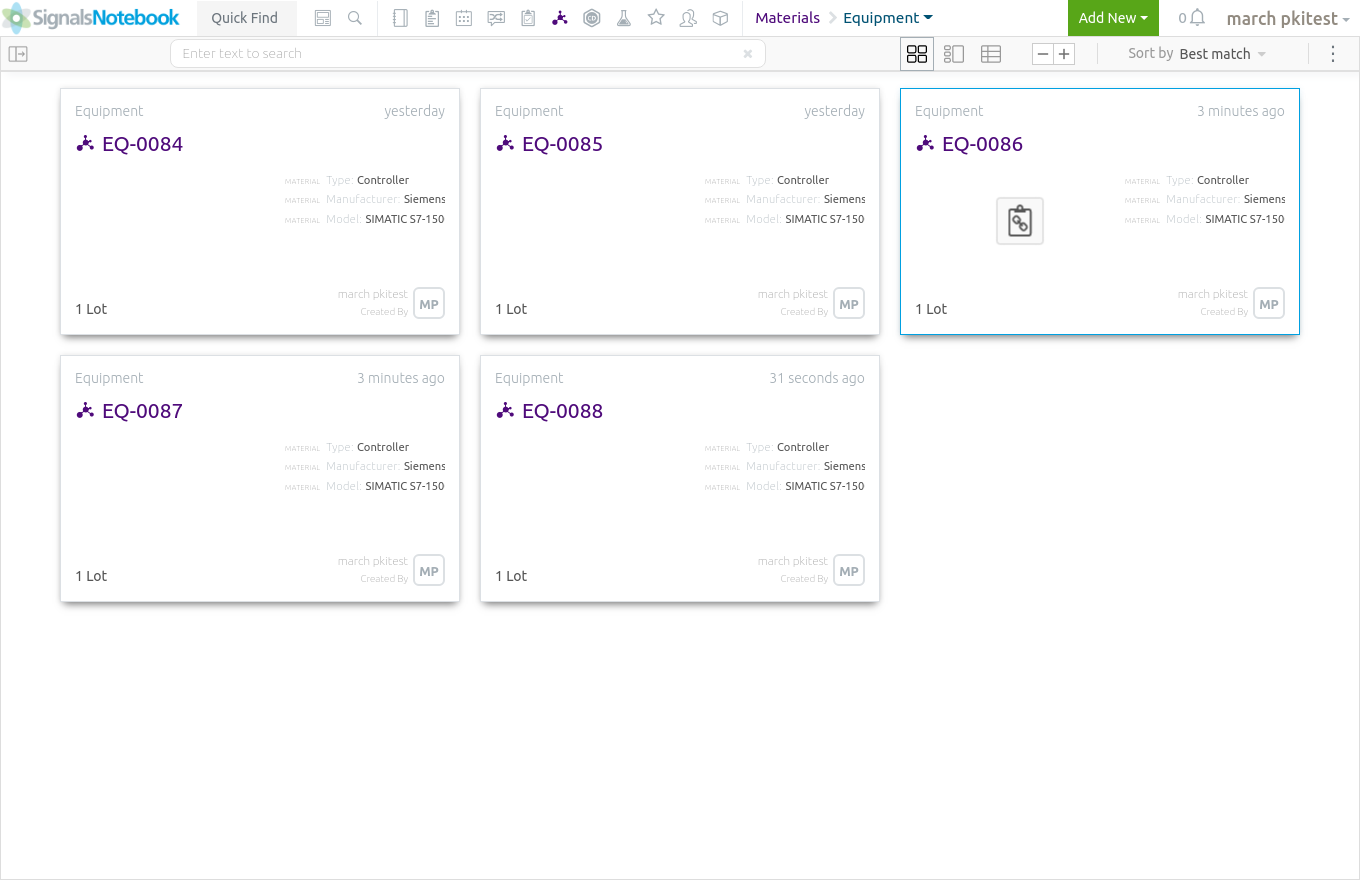 SignalsNotebook Quick Find Materials Equipment Add New 0 march pkitest
Enter text to search Sort by Best match
Equipment yesterday
EQ-0084
MATERIAL Type: Controller
MATERIAL Manufacturer: Siemens
MATERIAL Model: SIMATIC S7-150
march pkitest
Created By
MP
1 Lot
Equipment yesterday
EQ-0085
MATERIAL Type: Controller
MATERIAL Manufacturer: Siemens
MATERIAL Model: SIMATIC S7-150
march pkitest
Created By
MP
1 Lot
Equipment 3 minutes ago
EQ-0086
MATERIAL Type: Controller
MATERIAL Manufacturer: Siemens
MATERIAL Model: SIMATIC S7-150
march pkitest
Created By
MP
1 Lot
Equipment 3 minutes ago
EQ-0087
MATERIAL Type: Controller
MATERIAL Manufacturer: Siemens
MATERIAL Model: SIMATIC S7-150
march pkitest
Created By
MP
1 Lot
Equipment 31 seconds ago
EQ-0088
MATERIAL Type: Controller
MATERIAL Manufacturer: Siemens
MATERIAL Model: SIMATIC S7-150
march pkitest
Created By
MP
1 Lot